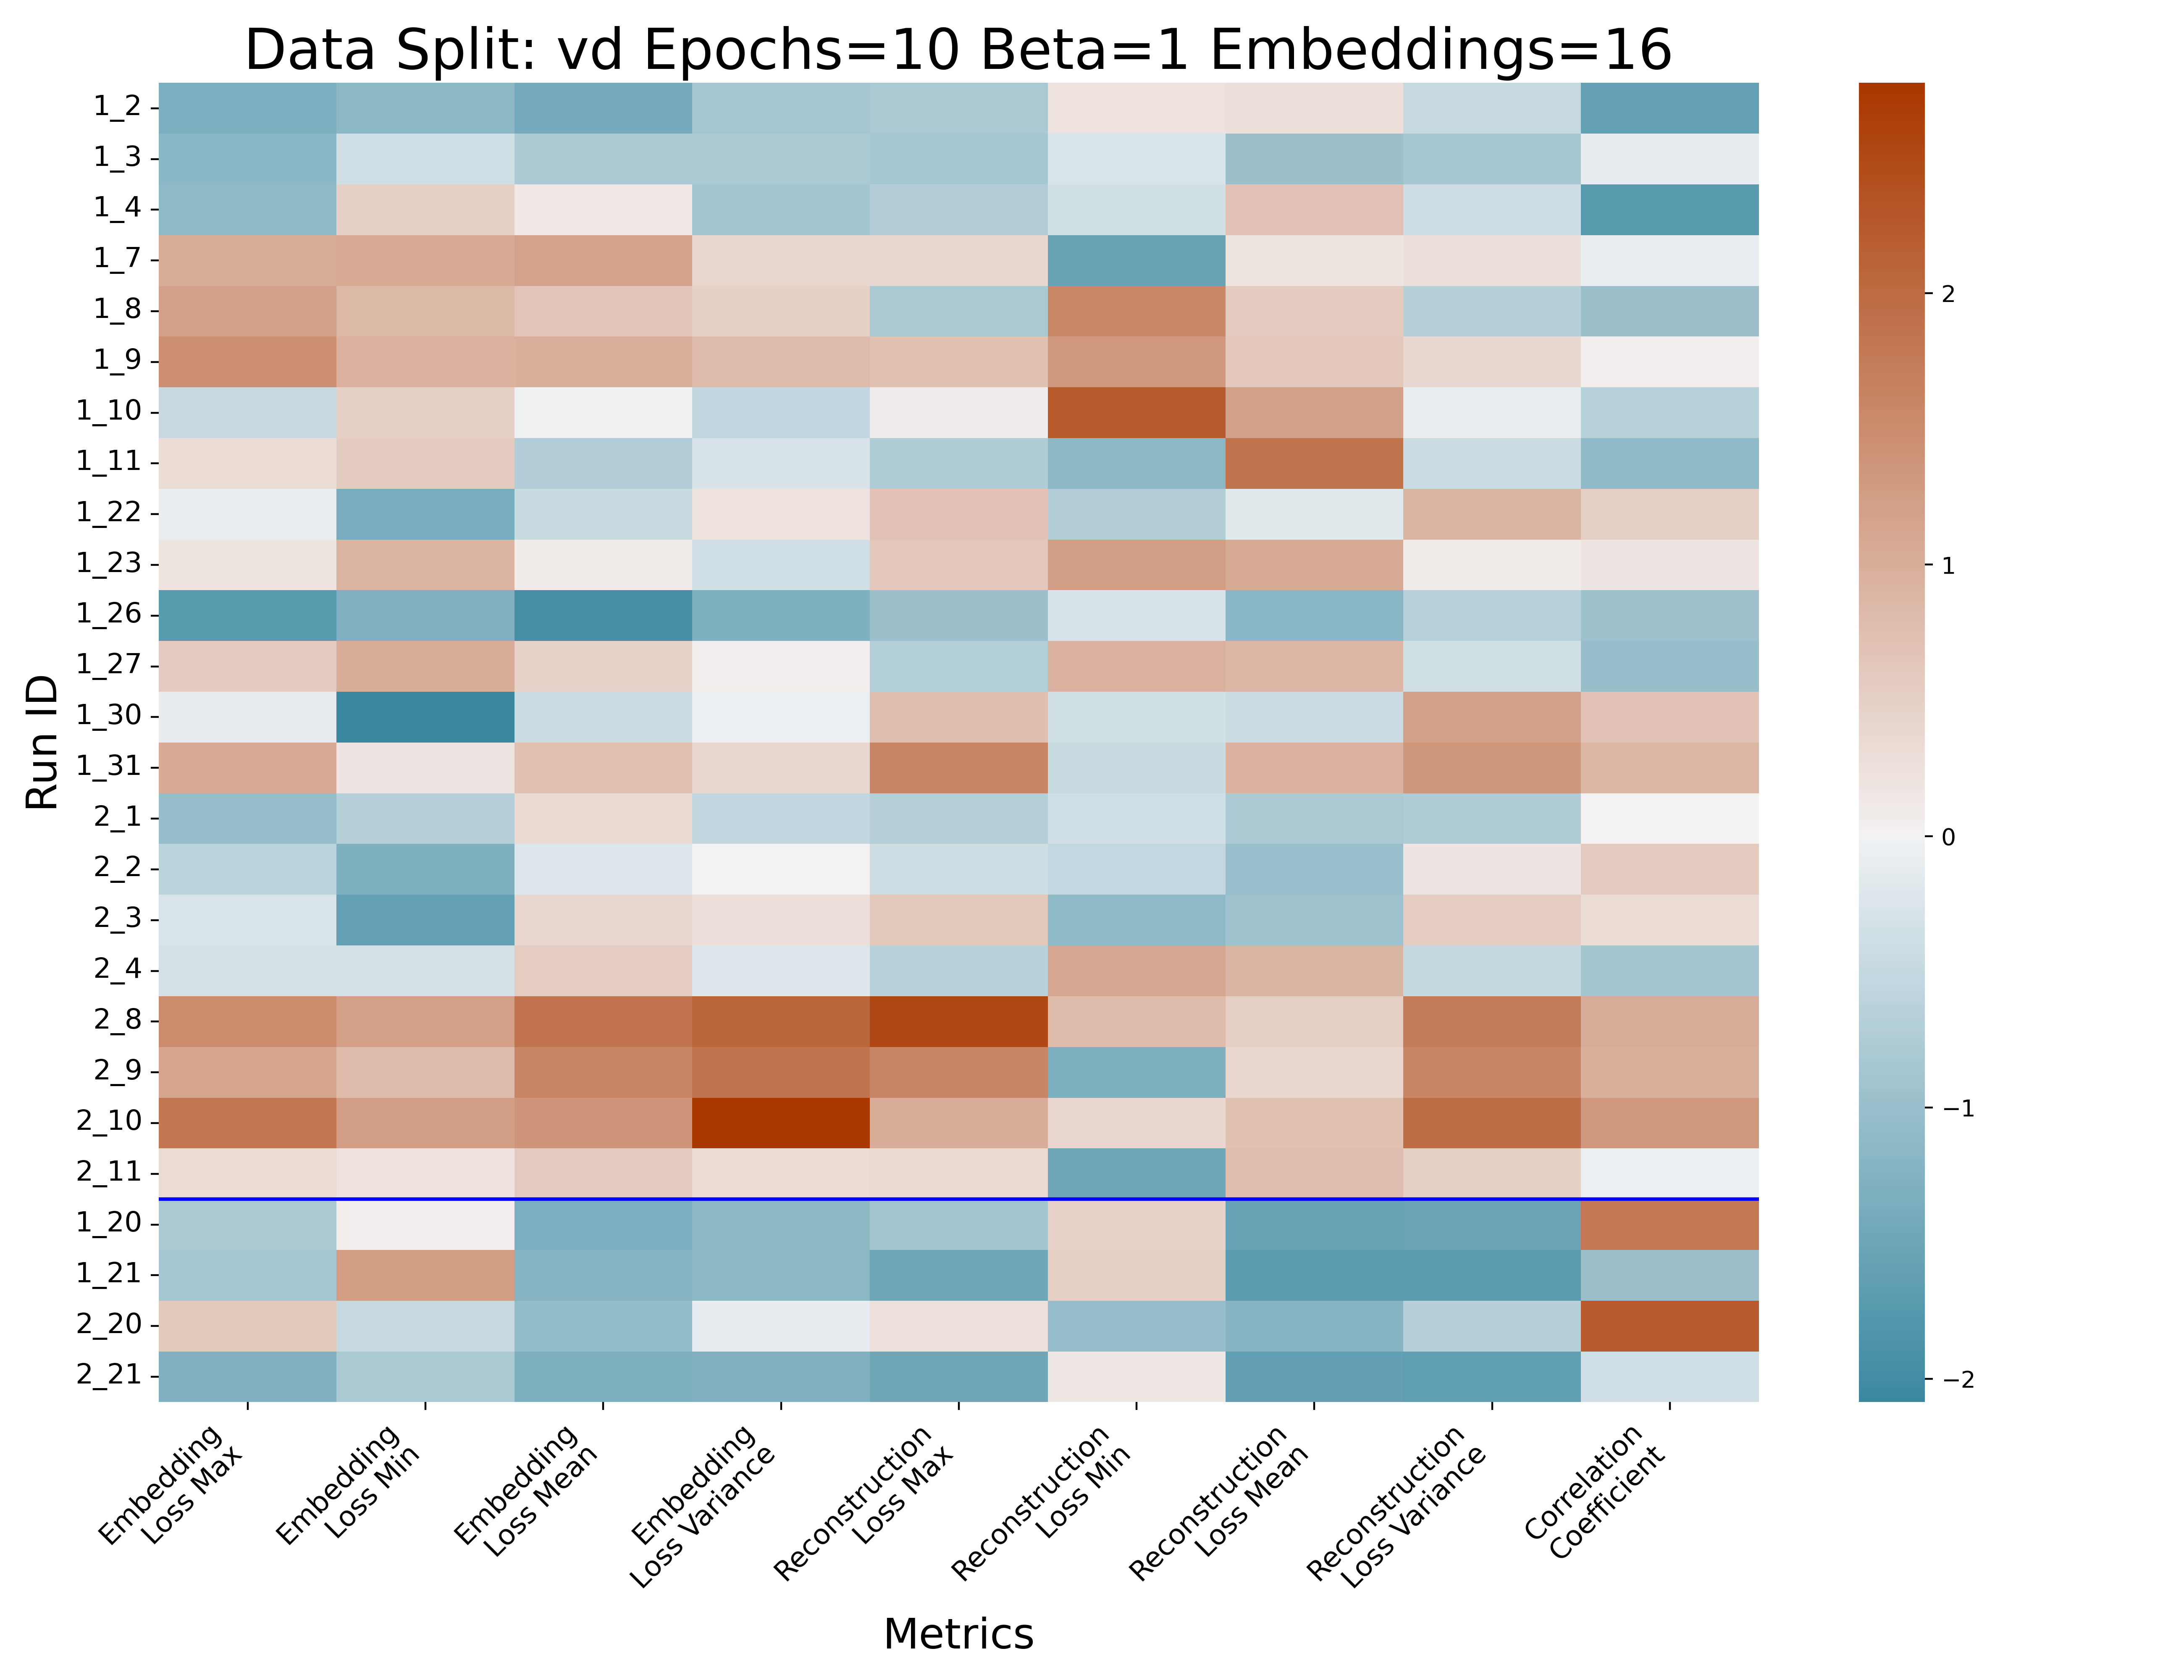 Data Split: vd Epochs=10 Beta=1 Embeddings=16
Run ID
1_2
1_3
1_4
1_7
1_8
1_9
1_10
1_11
1_22
1_23
1_26
1_27
1_30
1_31
2_1
2_2
2_3
2_4
2_8
2_9
2_10
2_11
1_20
1_21
2_20
2_21
Embedding
Loss Max
Embedding
Loss Min
Embedding
Loss Mean
Embedding
Loss Variance
Reconstruction
Loss Max
Reconstruction
Loss Min
Reconstruction
Loss Mean
Reconstruction
Loss Variance
Correlation
Coefficient
Metrics
2
1
0
−1
−2